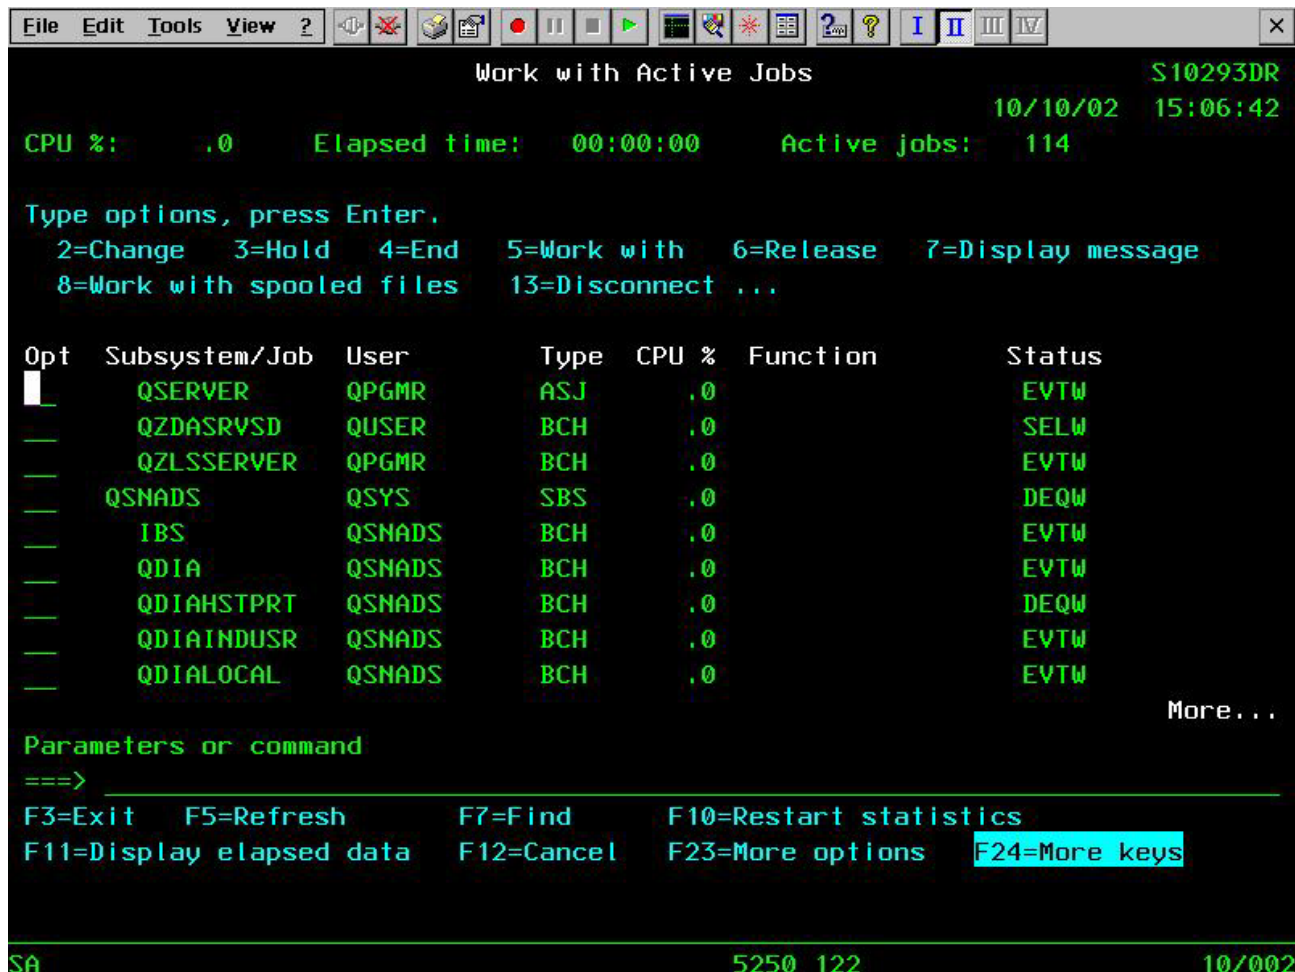 File Edit Tools View ? I II III IV
Work with Active Jobs S10293DR
10/10/02 15:06:42
CPU %: .0 Elapsed time: 00:00:00 Active jobs: 114
Type options, press Enter.
2=Change 3=Hold 4=End 5=Work with 6=Release 7=Display message
8=Work with spooled files 13=Disconnect ...
Opt Subsystem/Job User Type CPU % Function Status
QSERVER QPGMR ASJ .0 EVTW
QZDASRVSD QUSER BCH .0 SELW
QZLSSERVER QPGMR BCH .0 EVTW
QSNADS QSYS SBS .0 DEQW
IBS QSNADS BCH .0 EVTW
QDIA QSNADS BCH .0 EVTW
QDIAHSTPRT QSNADS BCH .0 DEQW
QDIAINDUSR QSNADS BCH .0 EVTW
QDIALOCAL QSNADS BCH .0 EVTW
More...
Parameters or command
===>
F3=Exit F5=Refresh F7=Find F10=Restart statistics
F11=Display elapsed data F12=Cancel F23=More options F24=More keys
SA 5250 122 10/002